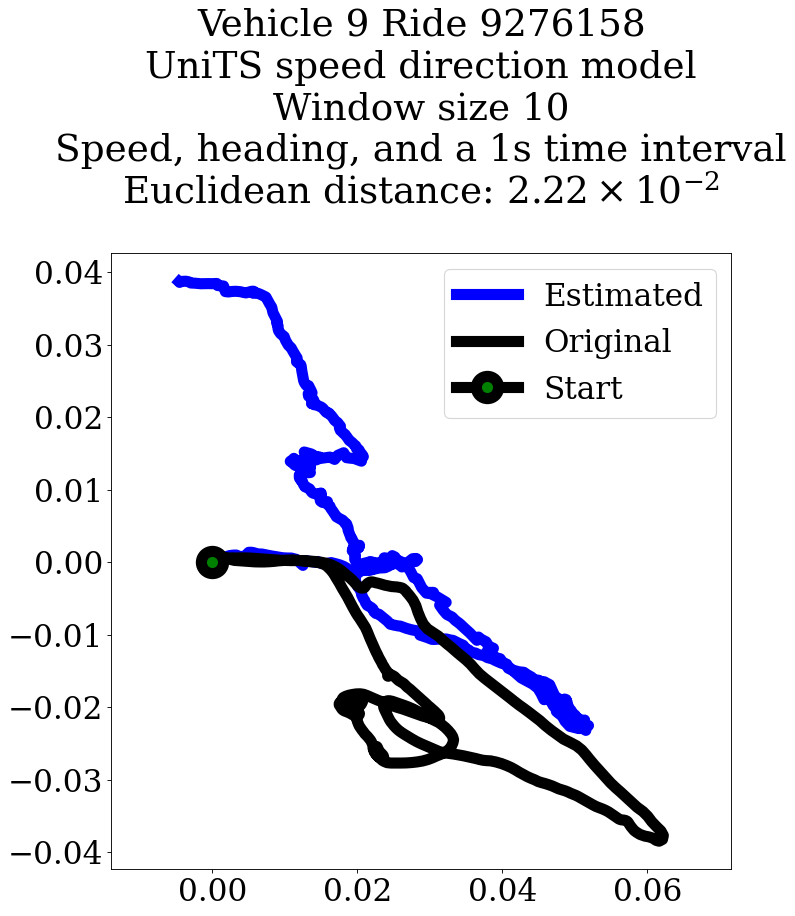 Vehicle 9 Ride 9276158
UniTS speed direction model
Window size 10
Speed, heading, and a 1s time interval
Euclidean distance: 2.22 × 10⁻²
Estimated
Original
Start
0.04
0.03
0.02
0.01
0.00
−0.01
−0.02
−0.03
−0.04
0.00 0.02 0.04 0.06